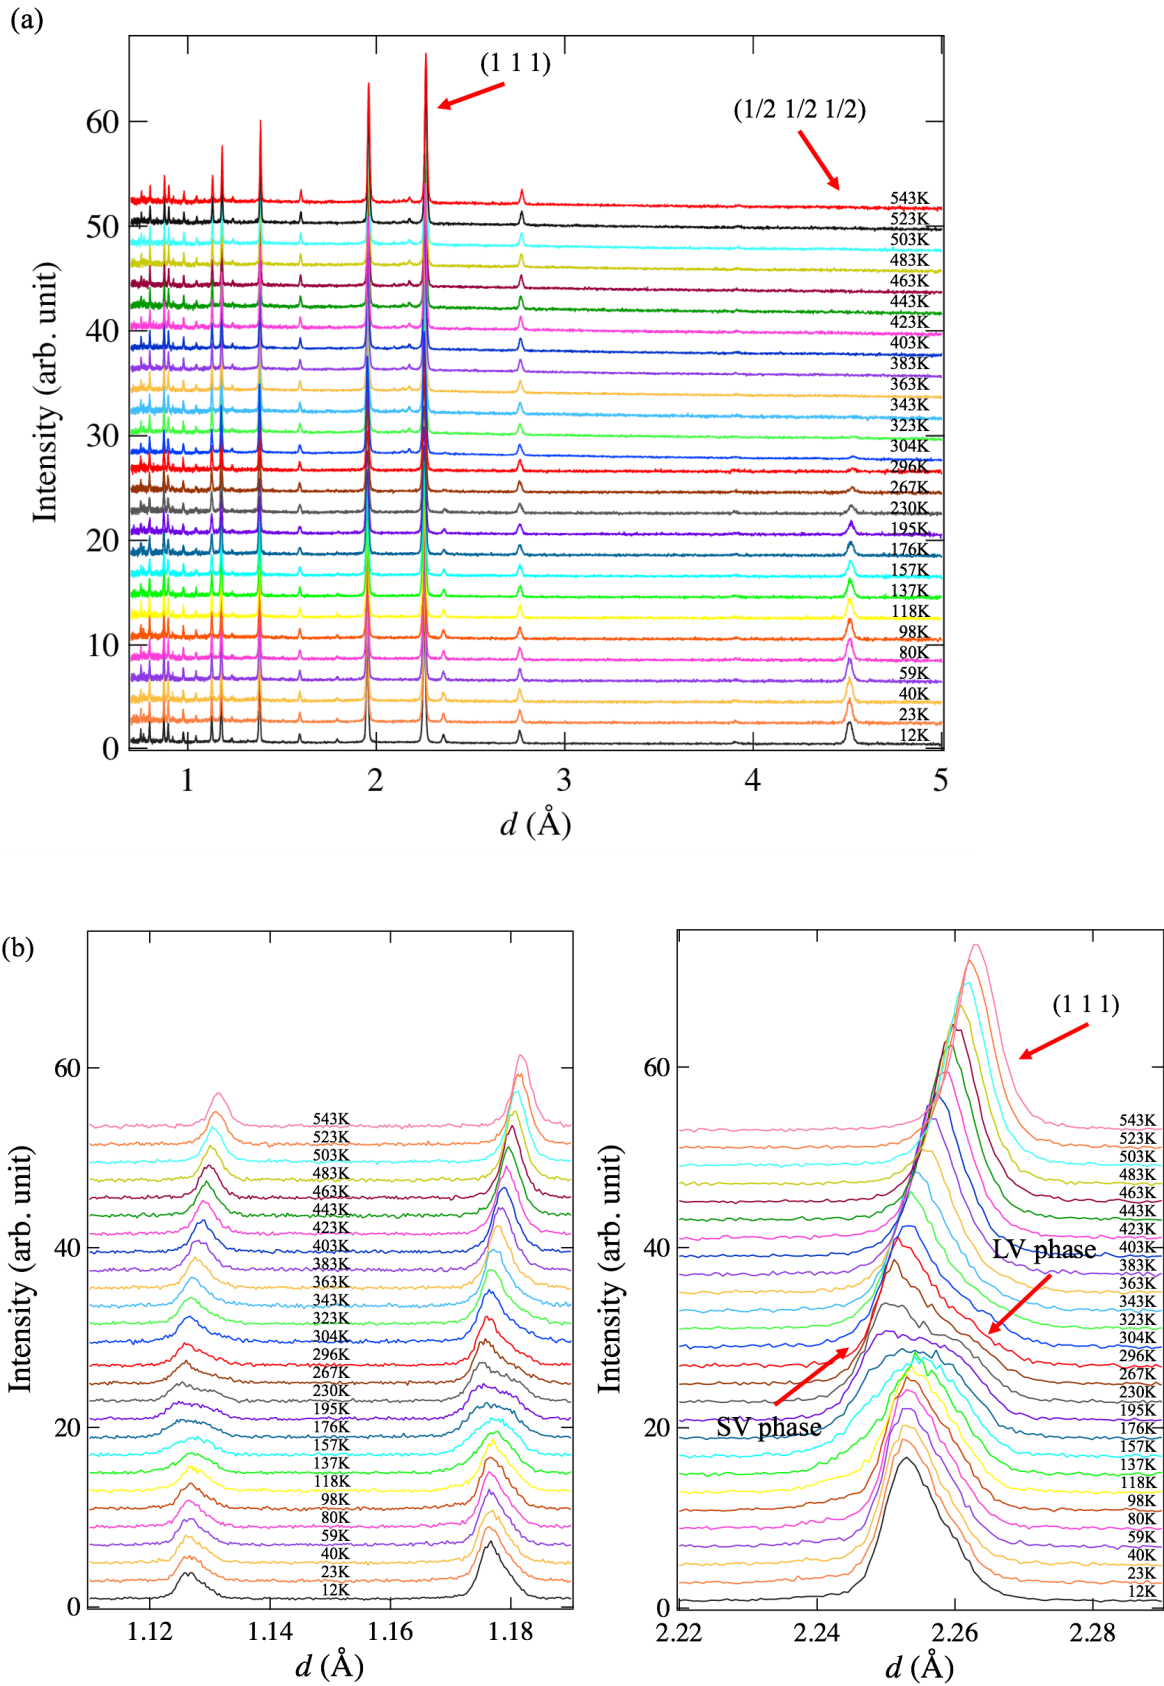 (a)
(1 1 1)
(1/2 1/2 1/2)
60
50
40
30
20
10
0
Intensity (arb. unit)
543K
523K
503K
483K
463K
443K
423K
403K
383K
363K
343K
323K
304K
296K
267K
230K
195K
176K
157K
137K
118K
98K
80K
59K
40K
23K
12K
1 2 3 4 5
d (Å)
(b)
60
40
20
0
Intensity (arb. unit)
543K
523K
503K
483K
463K
443K
423K
403K
383K
363K
343K
323K
304K
296K
267K
230K
195K
176K
157K
137K
118K
98K
80K
59K
40K
23K
12K
1.12 1.14 1.16 1.18
d (Å)
(1 1 1)
60
40
20
0
Intensity (arb. unit)
LV phase
SV phase
543K
523K
503K
483K
463K
443K
423K
403K
383K
363K
343K
323K
304K
296K
267K
230K
195K
176K
157K
137K
118K
98K
80K
59K
40K
23K
12K
2.22 2.24 2.26 2.28
d (Å)